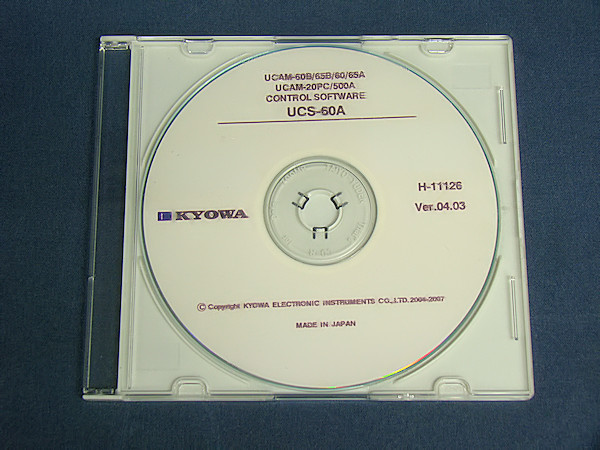 UCAM-60B/65B/60/65A
UCAM-20PC/500A
CONTROL SOFTWARE
UCS-60A
H-11126
KYOWA
Ver.04.03
© Copyright KYOWA ELECTRONIC INSTRUMENTS CO.,LTD. 2004-2007
MADE IN JAPAN